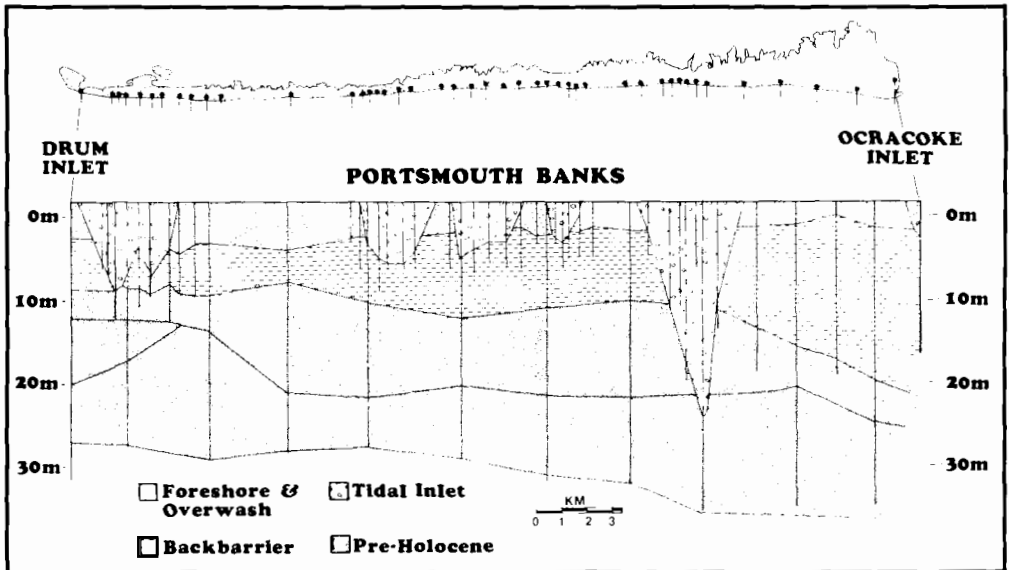 DRUM
INLET
OCRACOKE
INLET
PORTSMOUTH BANKS
0m
0m
10m
10m
20m
20m
30m
30m
Foreshore &
Overwash
Tidal Inlet
Backbarrier
Pre-Holocene
KM
0 1 2 3